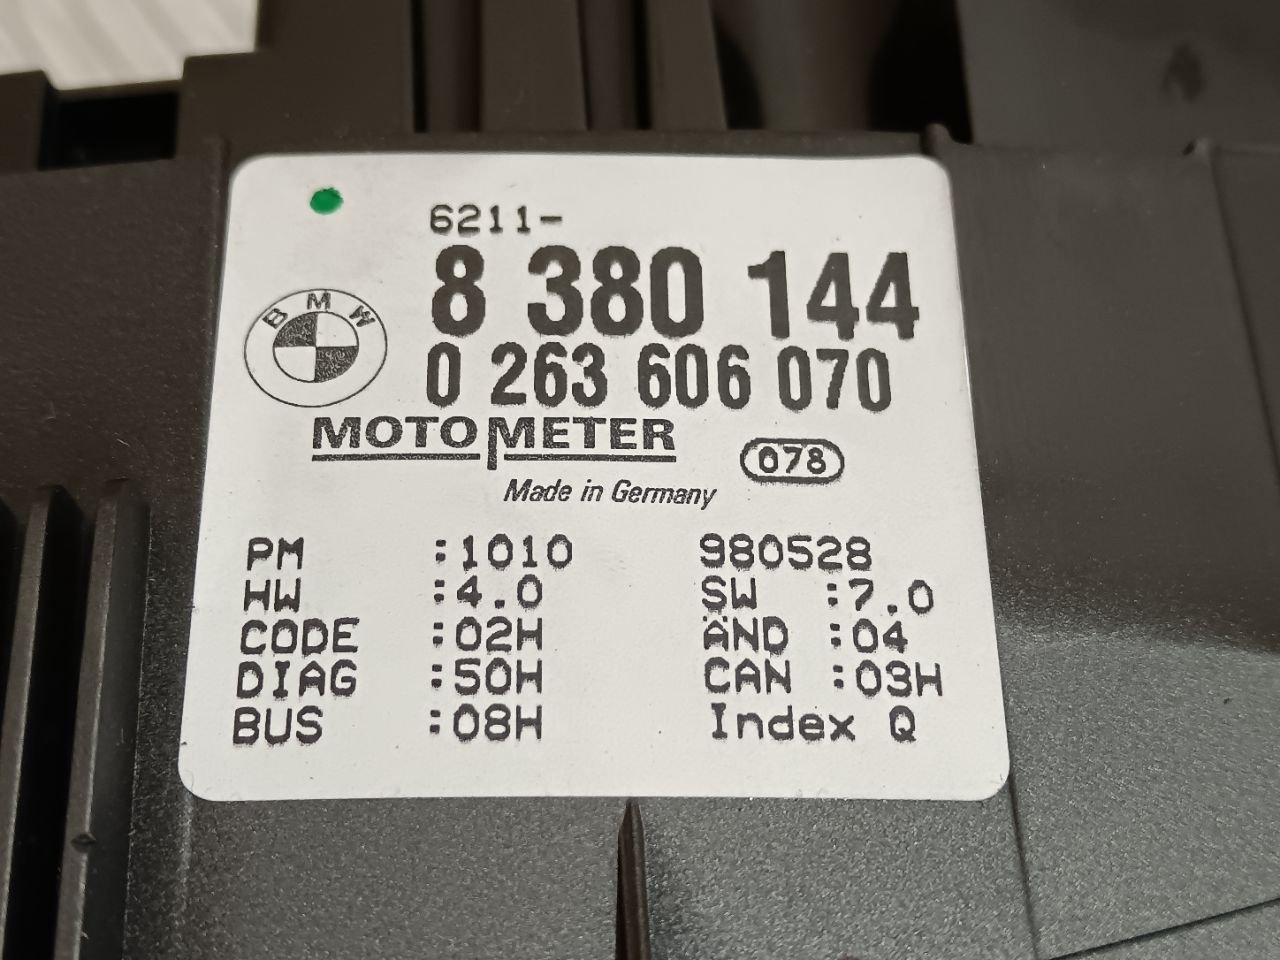 6211-
8 380 144
BMW
0 263 606 070
MOTOMETER
078
Made in Germany
PM :1010 980528
HW :4.0 SW :7.0
CODE :02H ÄND :04
DIAG :50H CAN :03H
BUS :08H Index Q